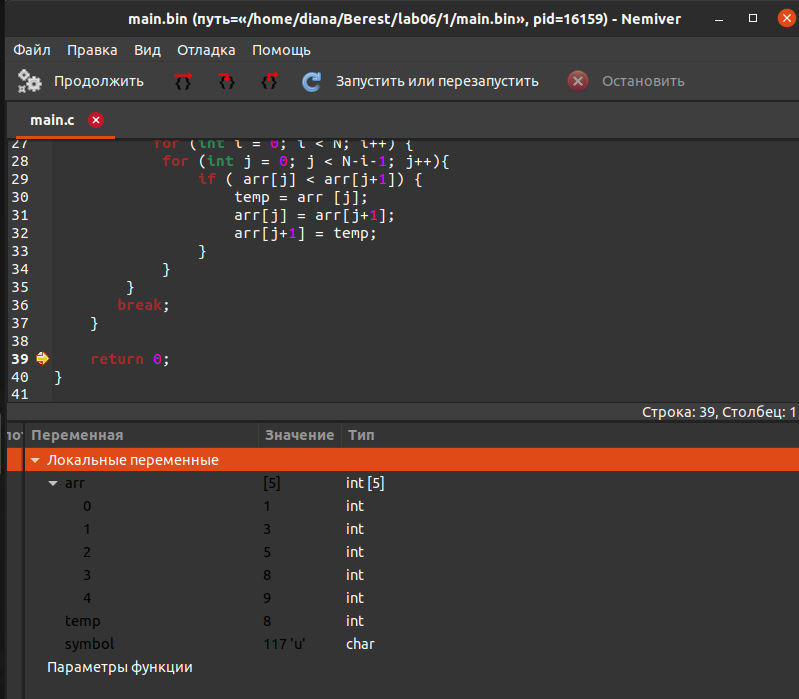 main.bin (путь=«/home/diana/Berest/lab06/1/main.bin», pid=16159) - Nemiver
Файл Правка Вид Отладка Помощь
Продолжить Запустить или перезапустить Остановить
main.c
27 for (int i = 0; i < N; i++) {
28 for (int j = 0; j < N-i-1; j++){
29 if ( arr[j] < arr[j+1]) {
30 temp = arr [j];
31 arr[j] = arr[j+1];
32 arr[j+1] = temp;
33 }
34 }
35 }
36 break;
37 }
38
39 return 0;
40 }
41
Строка: 39, Столбец: 1
Переменная Значение Тип
Локальные переменные
arr [5] int [5]
0 1 int
1 3 int
2 5 int
3 8 int
4 9 int
temp 8 int
symbol 117 'u' char
Параметры функции